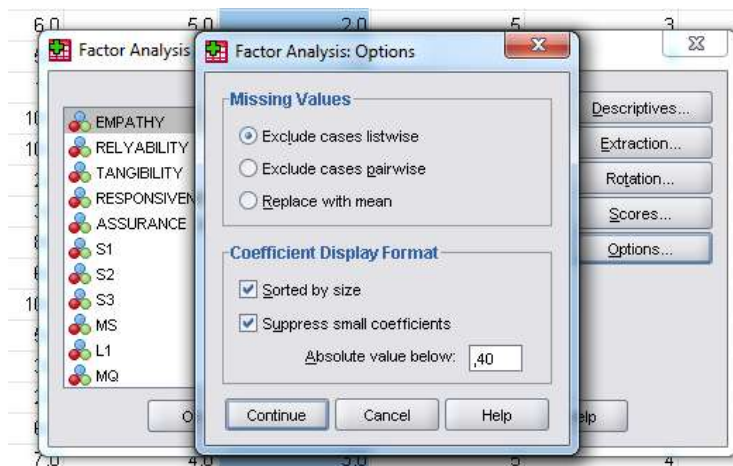 6.0 5.0 2.0 5 3
Factor Analysis
Factor Analysis: Options
EMPATHY
RELYABILITY
TANGIBILITY
RESPONSIVEN
ASSURANCE
S1
S2
S3
MS
L1
MQ
Missing Values
Exclude cases listwise
Exclude cases pairwise
Replace with mean
Coefficient Display Format
Sorted by size
Suppress small coefficients
Absolute value below: ,40
Continue Cancel Help
Descriptives...
Extraction...
Rotation...
Scores...
Options...
7.0 4.0 3.0 5 4